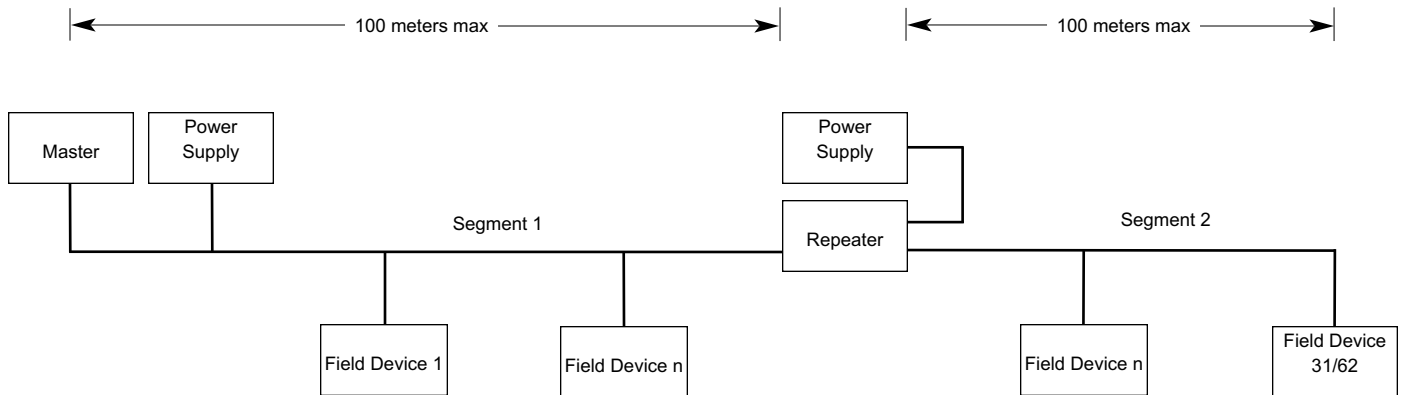 100 meters max
100 meters max
Master
Power
Supply
Power
Supply
Segment 1
Repeater
Segment 2
Field Device 1
Field Device n
Field Device n
Field Device
31/62